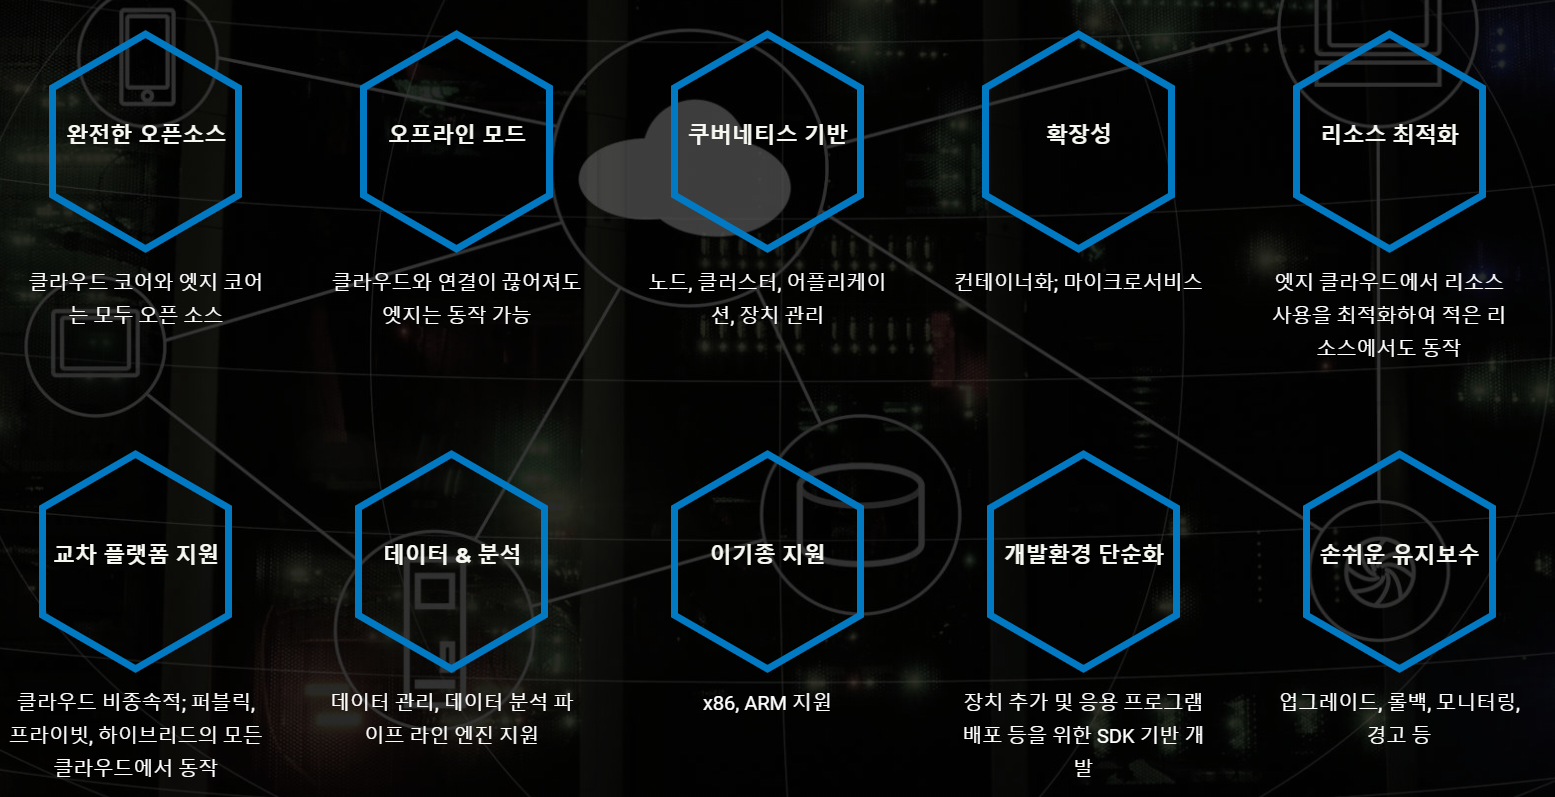 완전한 오픈소스
오프라인 모드
쿠버네티스 기반
확장성
리소스 최적화
클라우드 코어와 엣지 코어
는 모두 오픈 소스
클라우드와 연결이 끊어져도
엣지는 동작 가능
노드, 클러스터, 어플리케이
션, 장치 관리
컨테이너화; 마이크로서비스
엣지 클라우드에서 리소스
사용을 최적화하여 적은 리
소스에서도 동작
교차 플랫폼 지원
데이터 & 분석
이기종 지원
개발환경 단순화
손쉬운 유지보수
클라우드 비종속적; 퍼블릭,
프라이빗, 하이브리드의 모든
클라우드에서 동작
데이터 관리, 데이터 분석 파
이프 라인 엔진 지원
x86, ARM 지원
장치 추가 및 응용 프로그램
배포 등을 위한 SDK 기반 개
발
업그레이드, 롤백, 모니터링,
경고 등